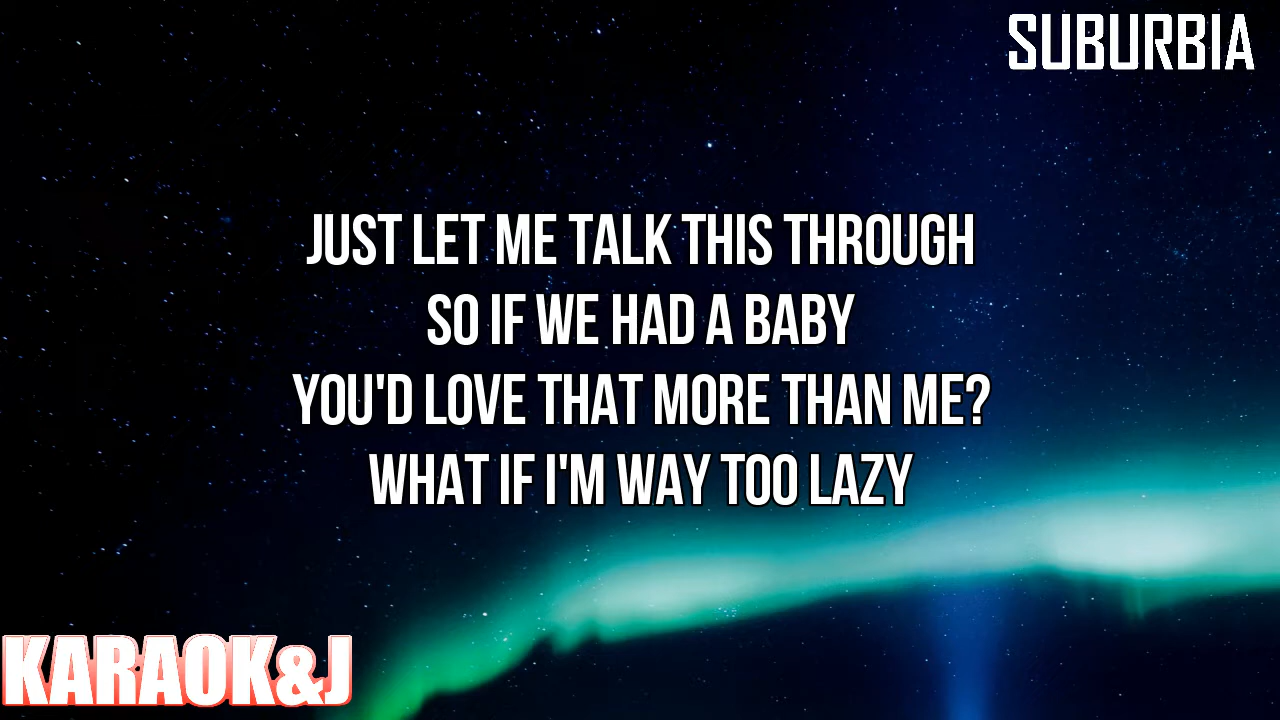 SUBURBIA
JUST LET ME TALK THIS THROUGH
SO IF WE HAD A BABY
YOU'D LOVE THAT MORE THAN ME?
WHAT IF I'M WAY TOO LAZY
KARAOK&J